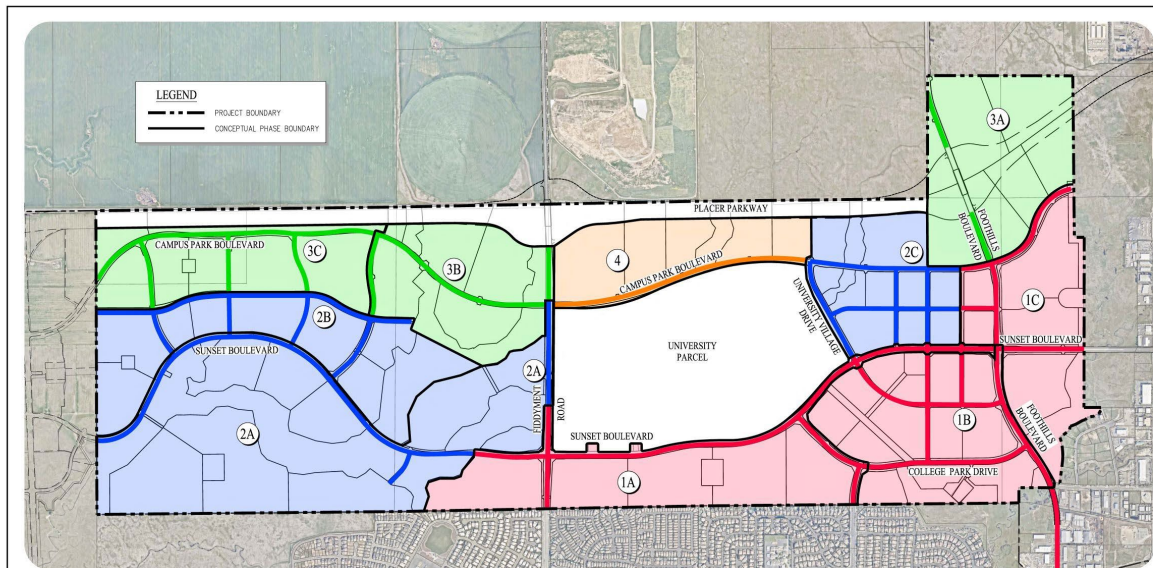 LEGEND
PROJECT BOUNDARY
CONCEPTUAL PHASE BOUNDARY
3A
PLACER PARKWAY
FOOTHILLS
BOULEVARD
CAMPUS PARK BOULEVARD
3C
3B
4
CAMPUS PARK BOULEVARD
2C
UNIVERSITY VILLAGE
DRIVE
1C
2B
SUNSET BOULEVARD
UNIVERSITY
PARCEL
SUNSET BOULEVARD
2A
FIDDYMENT
ROAD
2A
SUNSET BOULEVARD
1A
1B
FOOTHILLS
BOULEVARD
COLLEGE PARK DRIVE